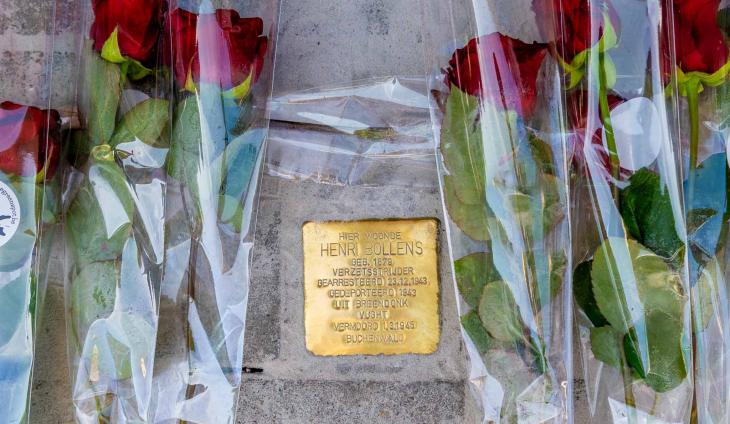 HIER WOONDE
HENRI BOLLENS
GEB. 1878
VERZETSSTRIJDER
GEARRESTEERD 23.12.1943
GEDEPORTEERD 1943
UIT BREENDONK
VUGHT
VERMOORD 1.2.1945
BUCHENWALD